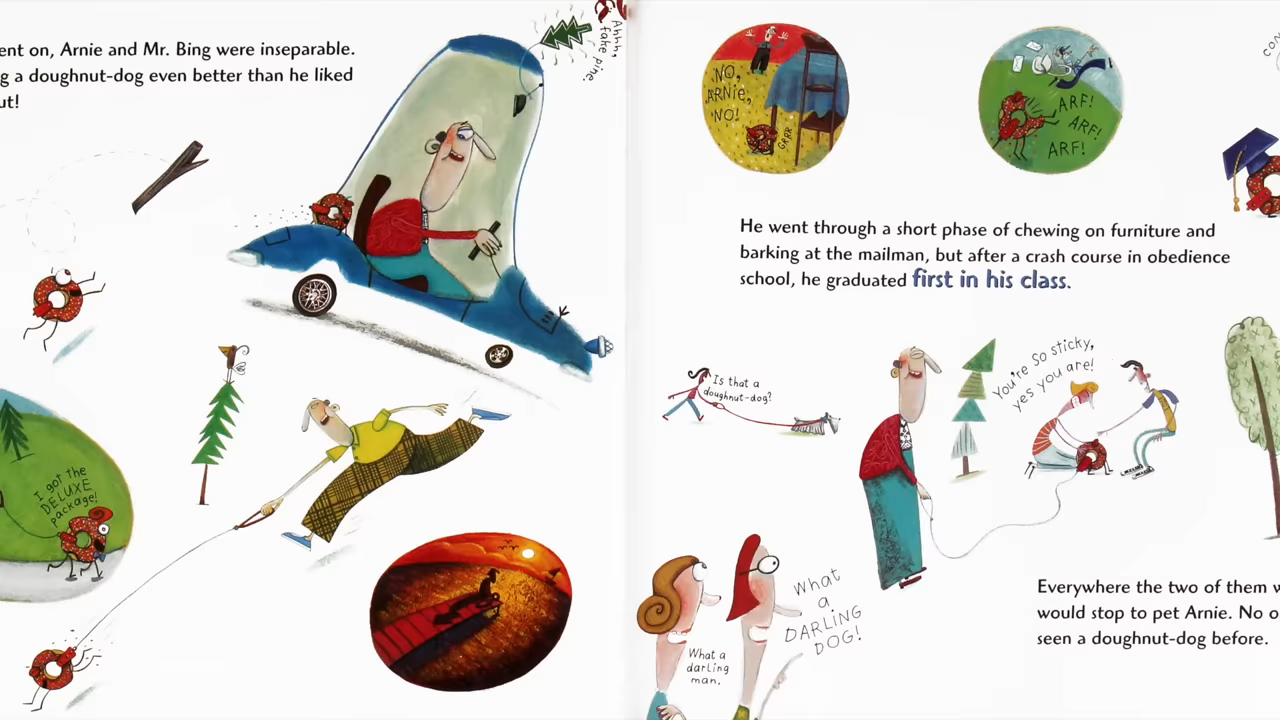 ent on, Arnie and Mr. Bing were inseparable.
g a doughnut-dog even better than he liked
ut!
Ahhh,
fake pine.
I got the
DELUXE
package!
NO,
ARNie,
NO!
GRRR
ARF!
ARF!
ARF!
CON
He went through a short phase of chewing on furniture and
barking at the mailman, but after a crash course in obedience
school, he graduated first in his class.
Is that a
doughnut-dog?
You're so sticky,
yes you are!
What a
darling
man.
What
a
DARLING
DOG!
Everywhere the two of them w
would stop to pet Arnie. No o
seen a doughnut-dog before.